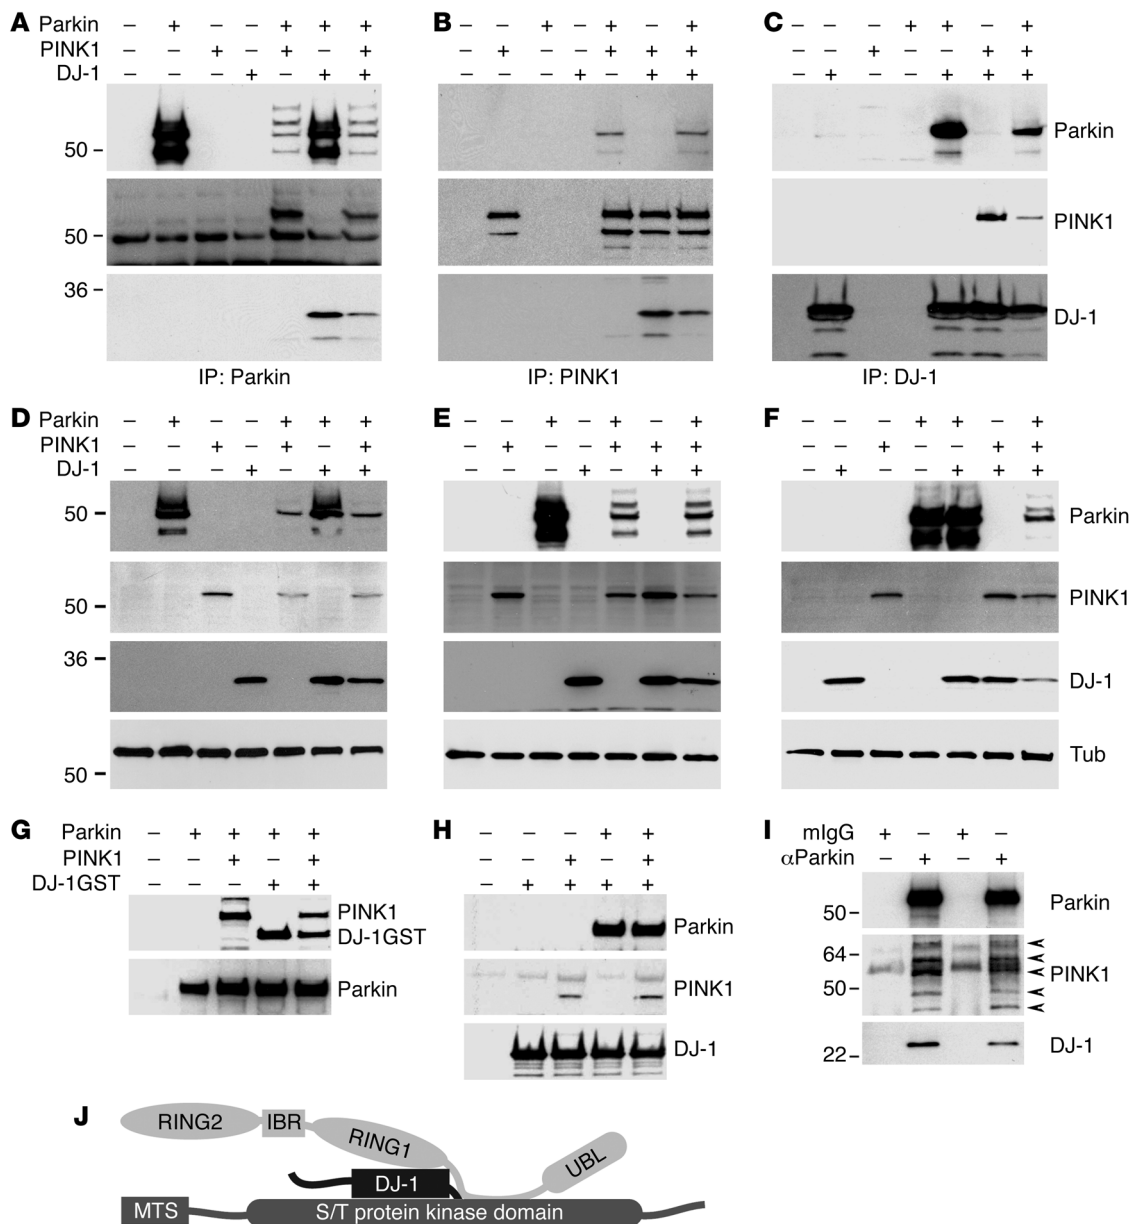 A Parkin – + – – + + +
PINK1 – – + – + – +
DJ-1 – – – + – + +
50
50
36
IP: Parkin
B – – + – + – +
– + – – + + +
– – – + – + +
IP: PINK1
C – – – + + – +
– – + – – + +
– + – – + + +
Parkin
PINK1
DJ-1
IP: DJ-1
D Parkin – + – – + + +
PINK1 – – + – + – +
DJ-1 – – – + – + +
50
50
36
50
E – – + – + – +
– + – – + + +
– – – + – + +
F – – – + + – +
– – + – – + +
– + – – + + +
Parkin
PINK1
DJ-1
Tub
G Parkin – + + + +
PINK1 – – + – +
DJ-1GST – – – + +
PINK1
DJ-1GST
Parkin
H – – – + +
– – + – +
– + + + +
Parkin
PINK1
DJ-1
I mIgG + – + –
αParkin – + – +
50
Parkin
64
PINK1
50
22
DJ-1
J
RING2 IBR RING1 UBL
DJ-1
MTS S/T protein kinase domain